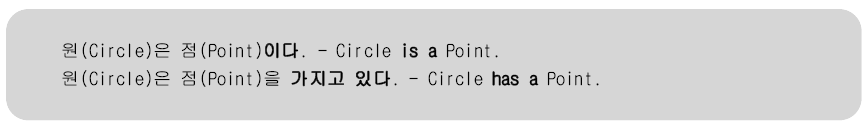 원(Circle)은 점(Point)이다. - Circle is a Point.
원(Circle)은 점(Point)을 가지고 있다. - Circle has a Point.